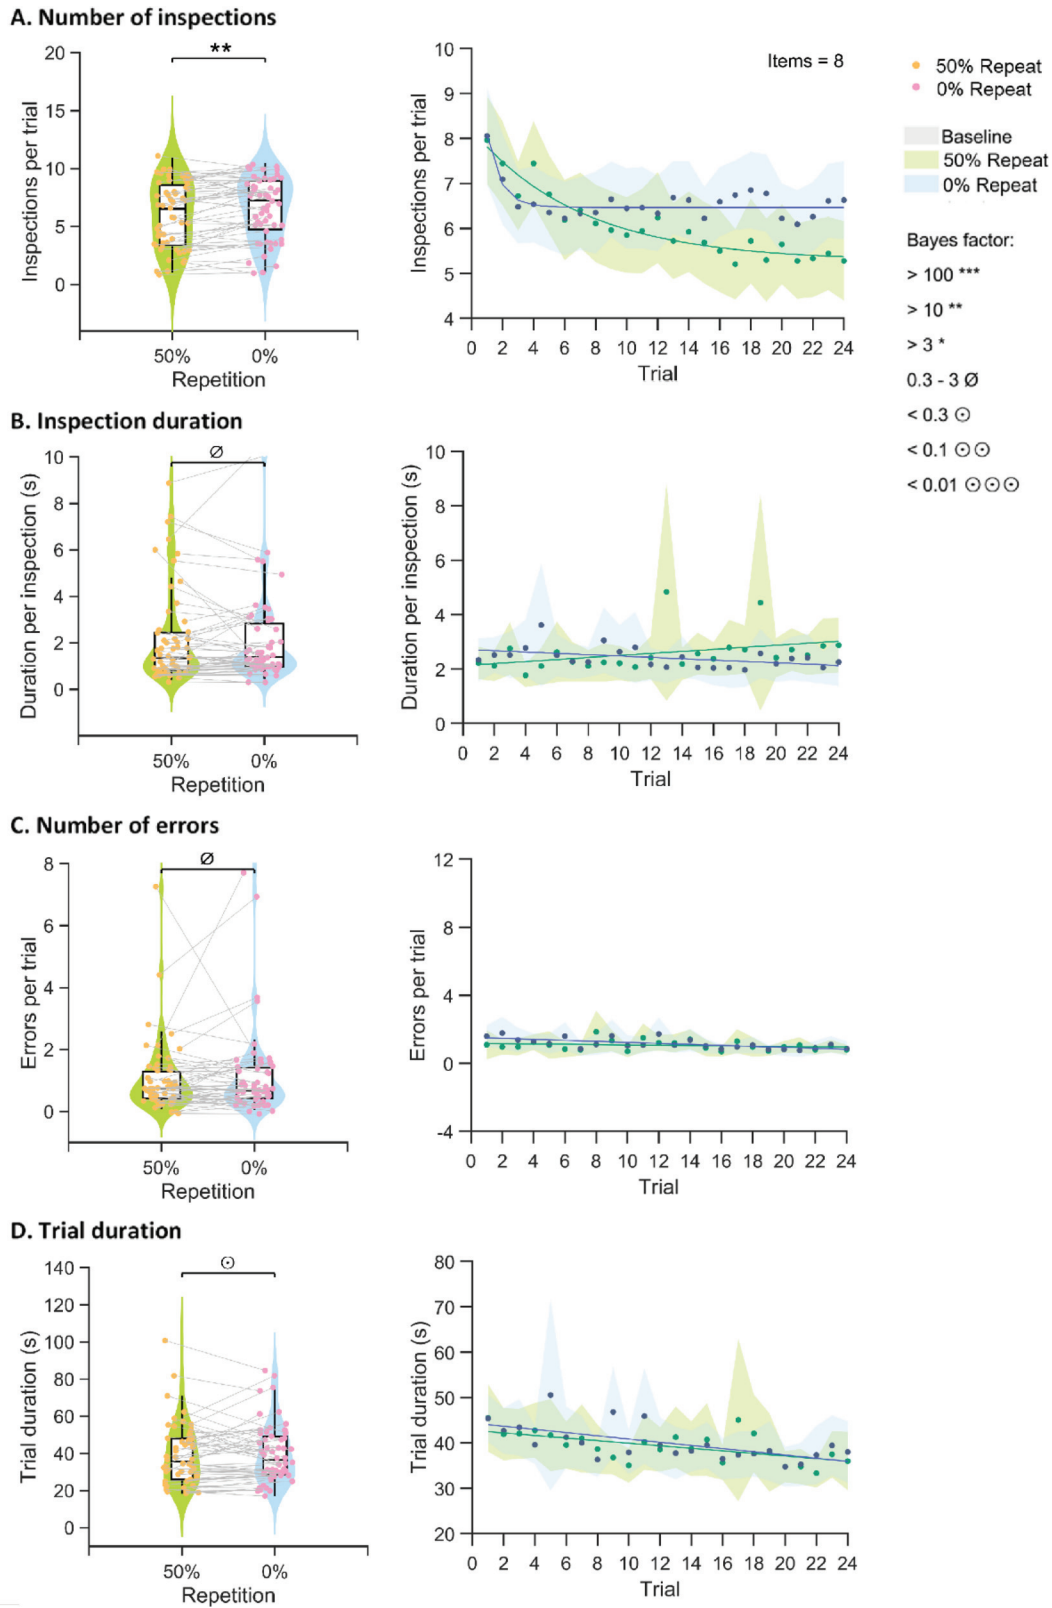 A. Number of inspections
**
Inspections per trial
20
15
10
5
0
50% 0%
Repetition
Items = 8
Inspections per trial
10
9
8
7
6
5
4
0 2 4 6 8 10 12 14 16 18 20 22 24
Trial
50% Repeat
0% Repeat
Baseline
50% Repeat
0% Repeat
Bayes factor:
> 100 ***
> 10 **
> 3 *
0.3 - 3 Ø
< 0.3 ⊙
< 0.1 ⊙⊙
< 0.01 ⊙⊙⊙
B. Inspection duration
Ø
Duration per inspection (s)
10
8
6
4
2
0
50% 0%
Repetition
Duration per inspection (s)
10
8
6
4
2
0
0 2 4 6 8 10 12 14 16 18 20 22 24
Trial
C. Number of errors
Ø
Errors per trial
8
6
4
2
0
50% 0%
Repetition
Errors per trial
12
8
4
0
-4
0 2 4 6 8 10 12 14 16 18 20 22 24
Trial
D. Trial duration
⊙
Trial duration (s)
140
120
100
80
60
40
20
0
50% 0%
Repetition
Trial duration (s)
80
70
60
50
40
30
20
0 2 4 6 8 10 12 14 16 18 20 22 24
Trial